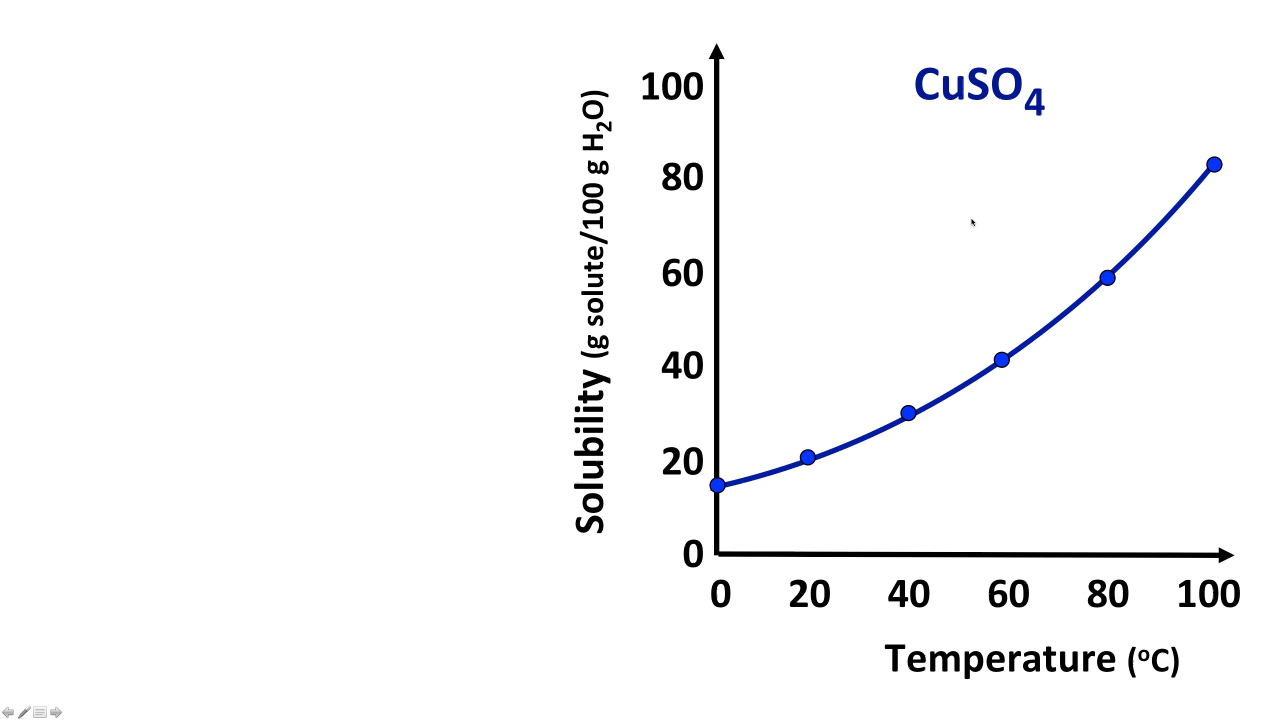 CuSO₄
Solubility (g solute/100 g H₂O)
100
80
60
40
20
0
0 20 40 60 80 100
Temperature (ºC)